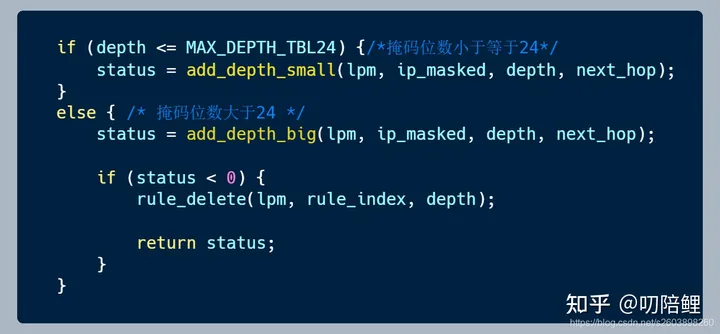 if (depth <= MAX_DEPTH_TBL24) {/*掩码位数小于等于24*/
    status = add_depth_small(lpm, ip_masked, depth, next_hop);
}
else { /* 掩码位数大于24 */
    status = add_depth_big(lpm, ip_masked, depth, next_hop);

    if (status < 0) {
        rule_delete(lpm, rule_index, depth);

        return status;
    }
}
知乎 @叨陪鲤
https://blog.csdn.net/s2603898260